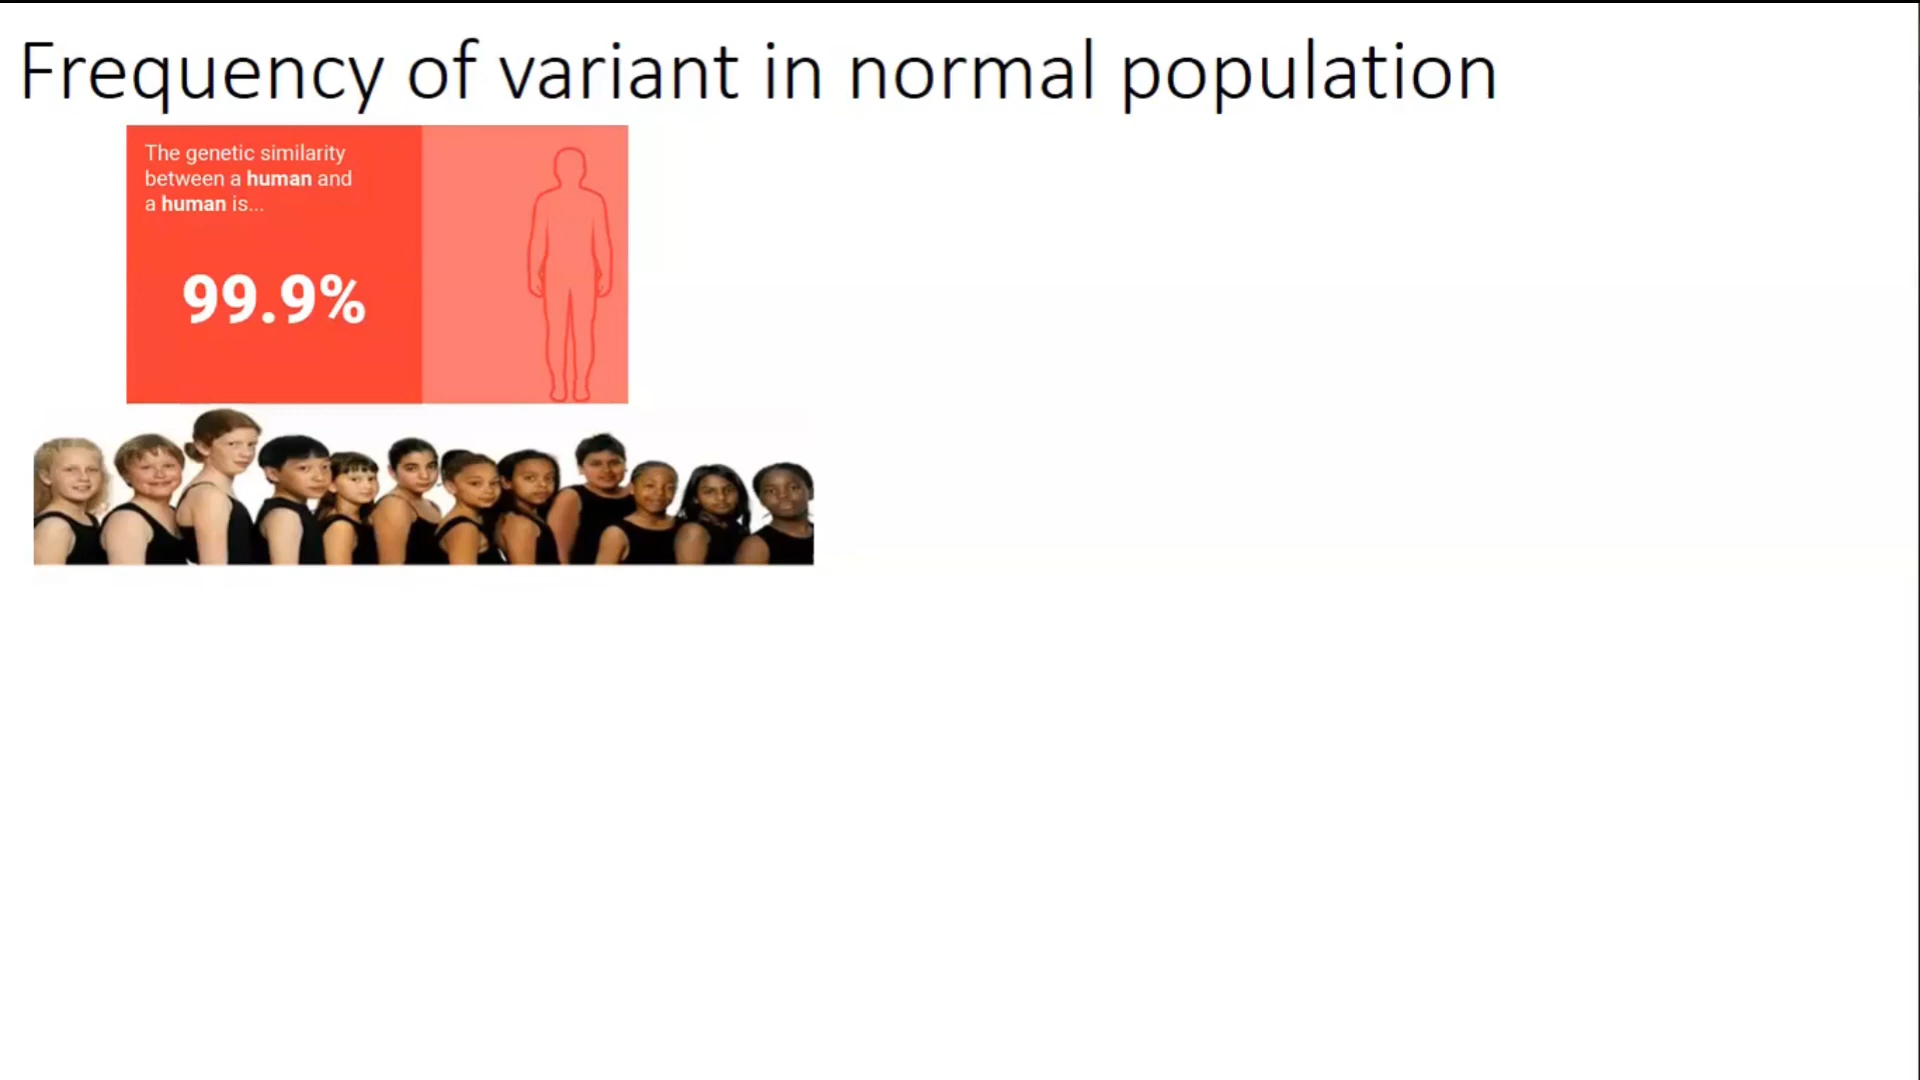 Frequency of variant in normal population
The genetic similarity
between a human and
a human is...
99.9%